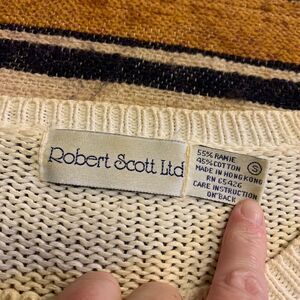 Robert Scott Ltd
55% RAMIE
45% COTTON
MADE IN HONG KONG
RN 65426
CARE INSTRUCTION
ON BACK
S